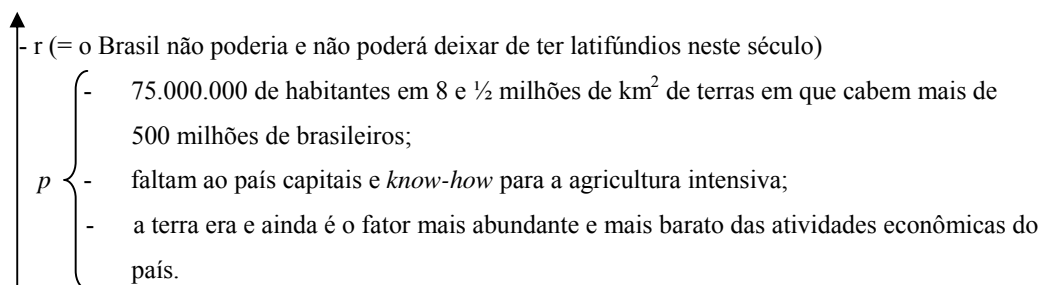 - r (= o Brasil não poderia e não poderá deixar de ter latifúndios neste século)
- 75.000.000 de habitantes em 8 e ½ milhões de km² de terras em que cabem mais de
500 milhões de brasileiros;
p - faltam ao país capitais e know-how para a agricultura intensiva;
- a terra era e ainda é o fator mais abundante e mais barato das atividades econômicas do
país.